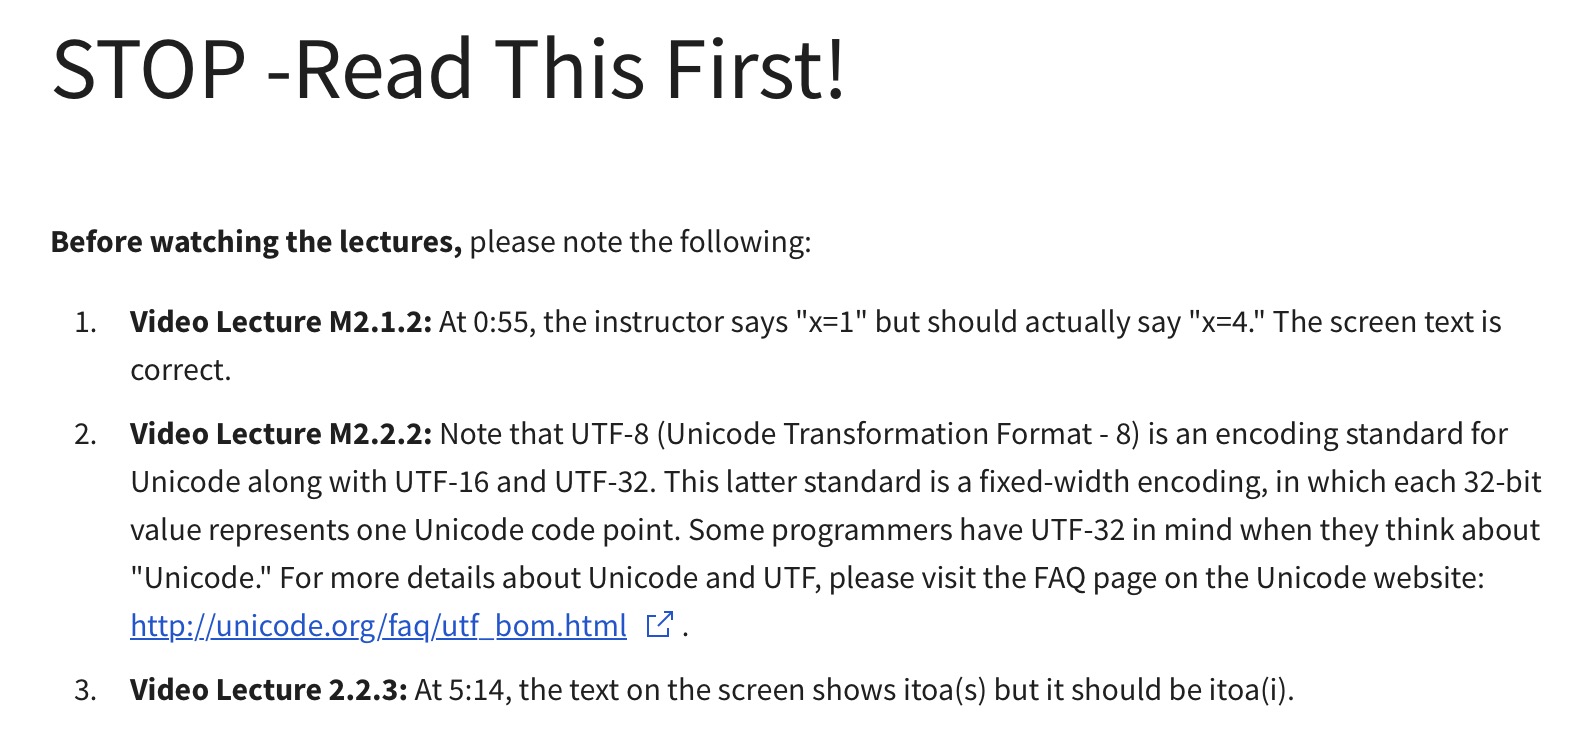 STOP -Read This First!
Before watching the lectures, please note the following:
1. Video Lecture M2.1.2: At 0:55, the instructor says "x=1" but should actually say "x=4." The screen text is
correct.
2. Video Lecture M2.2.2: Note that UTF-8 (Unicode Transformation Format - 8) is an encoding standard for
Unicode along with UTF-16 and UTF-32. This latter standard is a fixed-width encoding, in which each 32-bit
value represents one Unicode code point. Some programmers have UTF-32 in mind when they think about
"Unicode." For more details about Unicode and UTF, please visit the FAQ page on the Unicode website:
http://unicode.org/faq/utf_bom.html .
3. Video Lecture 2.2.3: At 5:14, the text on the screen shows itoa(s) but it should be itoa(i).